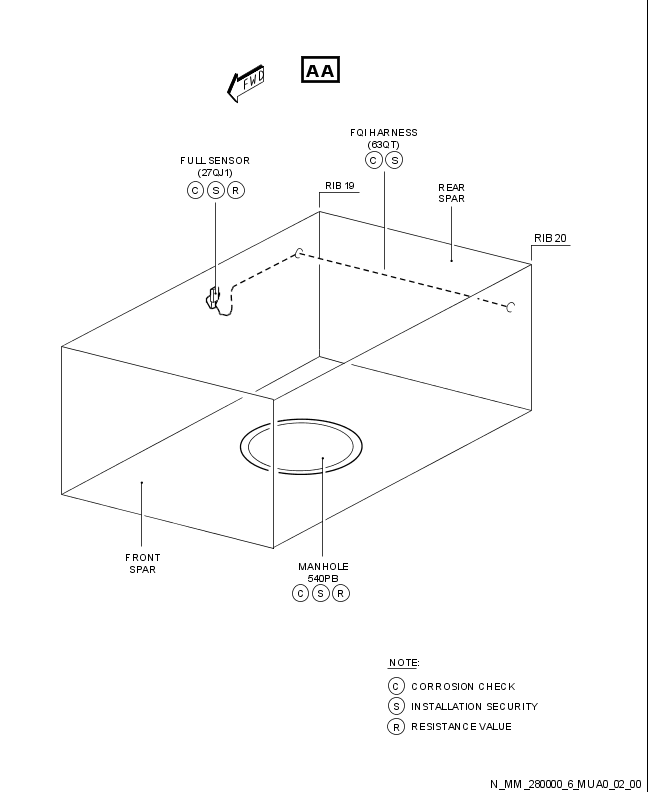 AA
FWD
FQI HARNESS
(63QT)
C S
FULL SENSOR
(27QJ1)
C S R
RIB 19
REAR
SPAR
RIB 20
FRONT
SPAR
MANHOLE
540PB
C S R
NOTE:
C CORROSION CHECK
S INSTALLATION SECURITY
R RESISTANCE VALUE
N_MM_280000_6_MUA0_02_00